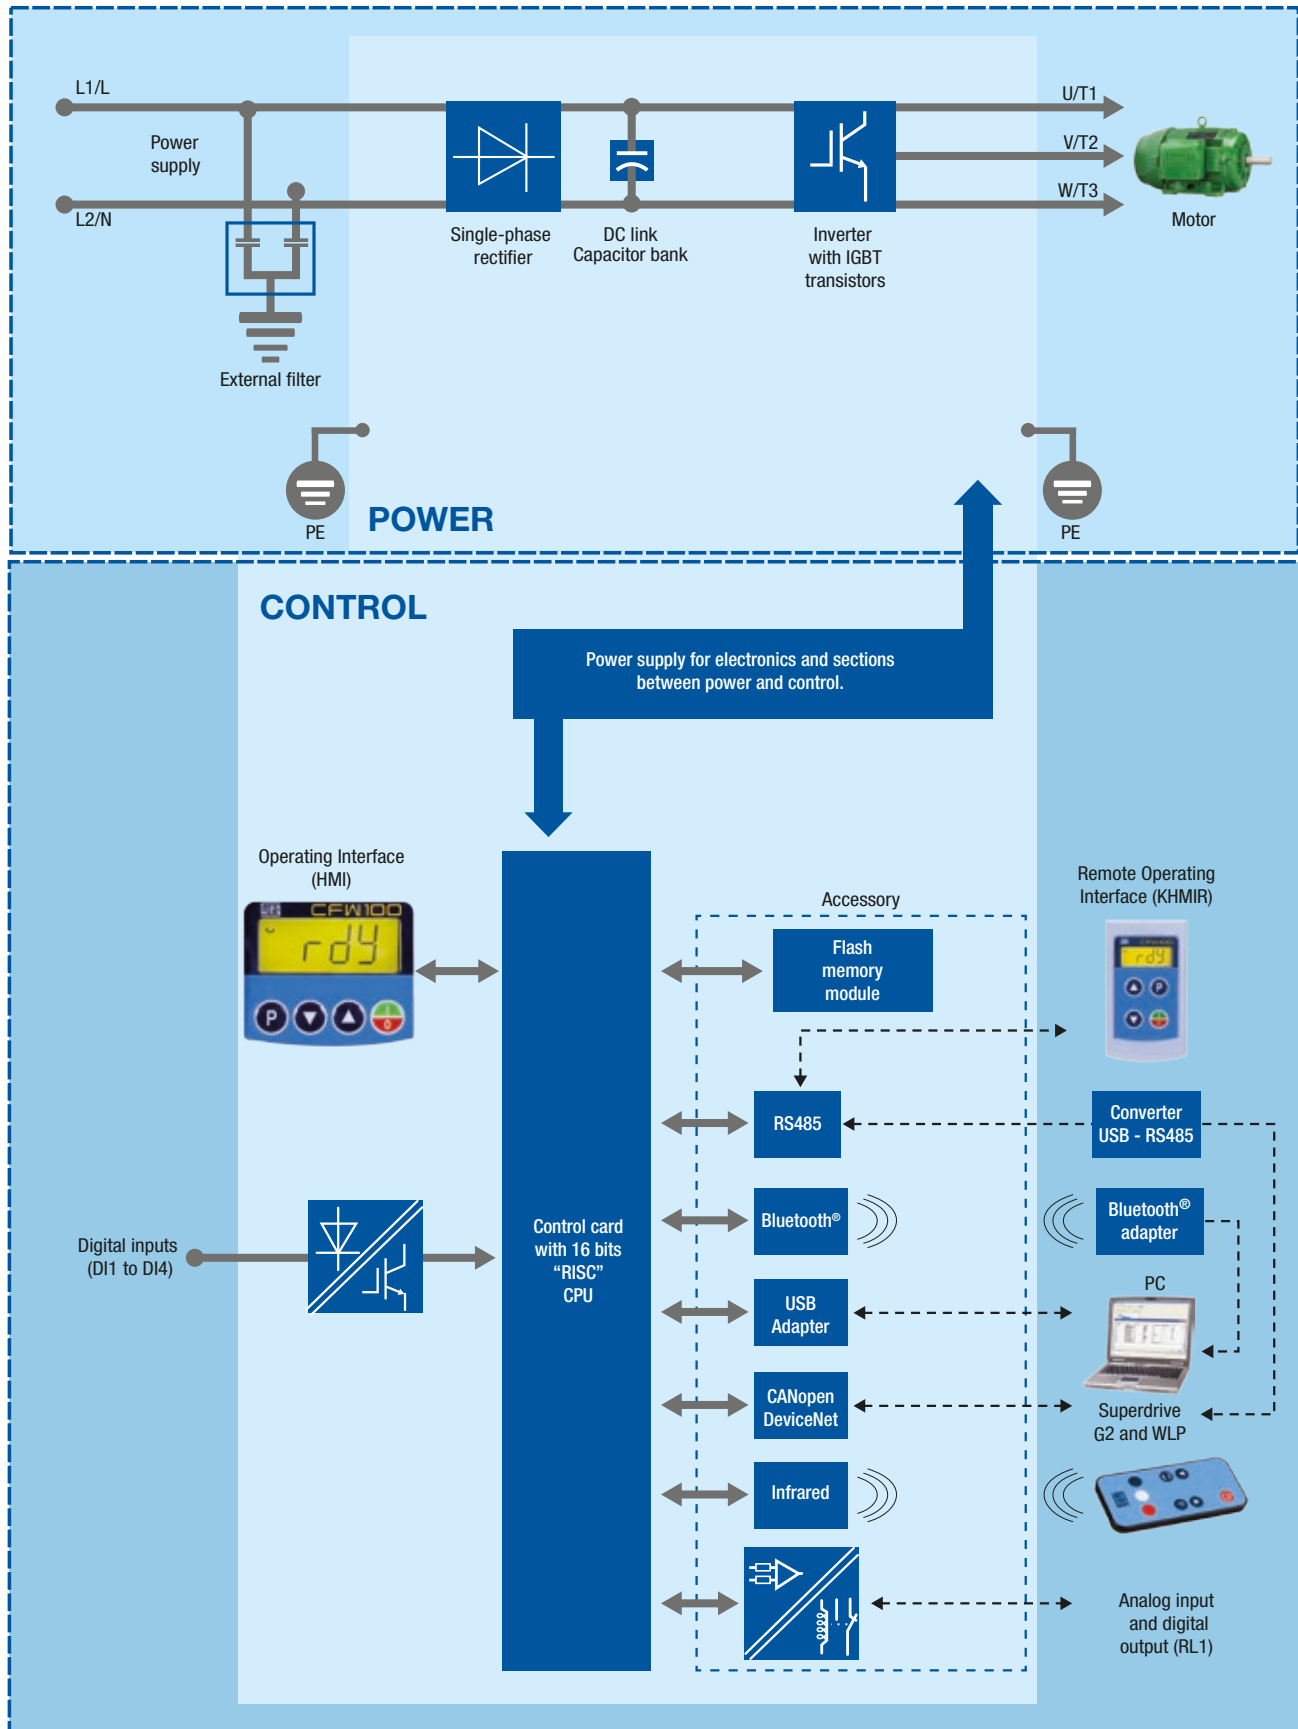 L1/L
U/T1
Power
supply
V/T2
L2/N
W/T3
Motor
Single-phase
rectifier
DC link
Capacitor bank
Inverter
with IGBT
transistors
External filter
PE
POWER
PE
CONTROL
Power supply for electronics and sections
between power and control.
Operating Interface
(HMI)
CFW100
rdy
P
0
Accessory
Remote Operating
Interface (KHMIR)
Flash
memory
module
CFW100
rdy
P
RS485
Converter
USB - RS485
Bluetooth®
Bluetooth®
adapter
Digital inputs
(DI1 to DI4)
Control card
with 16 bits
“RISC”
CPU
USB
Adapter
PC
CANopen
DeviceNet
Superdrive
G2 and WLP
Infrared
Analog input
and digital
output (RL1)